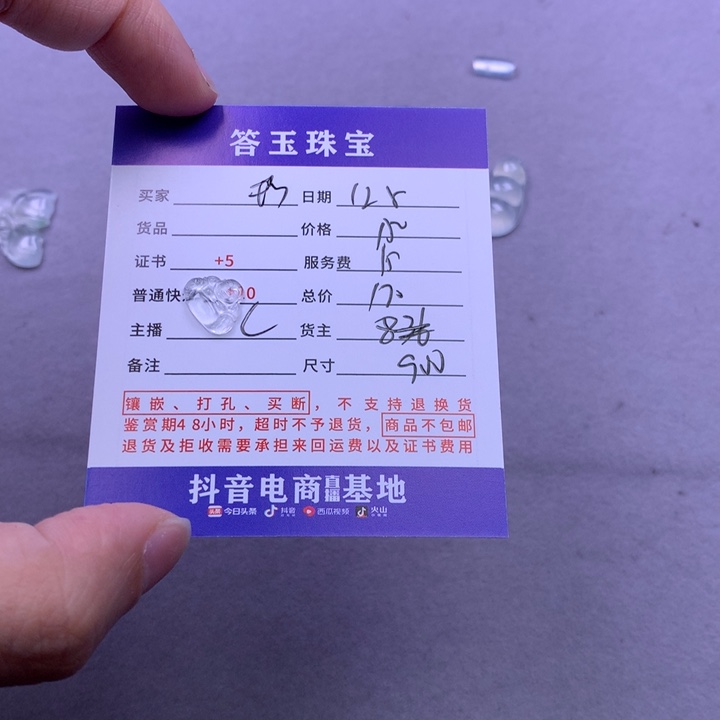 答玉珠宝
买家 日期 12.5
货品 价格
证书 +5 服务费 15
普通快 10 总价 170
主播 货主
备注 尺寸
镶嵌、打孔、买断，不支持退换货
鉴赏期48小时，超时不予退货，商品不包邮
退货及拒收需要承担来回运费以及证书费用
抖音电商直播基地
头条 今日头条 抖音 西瓜视频 火山